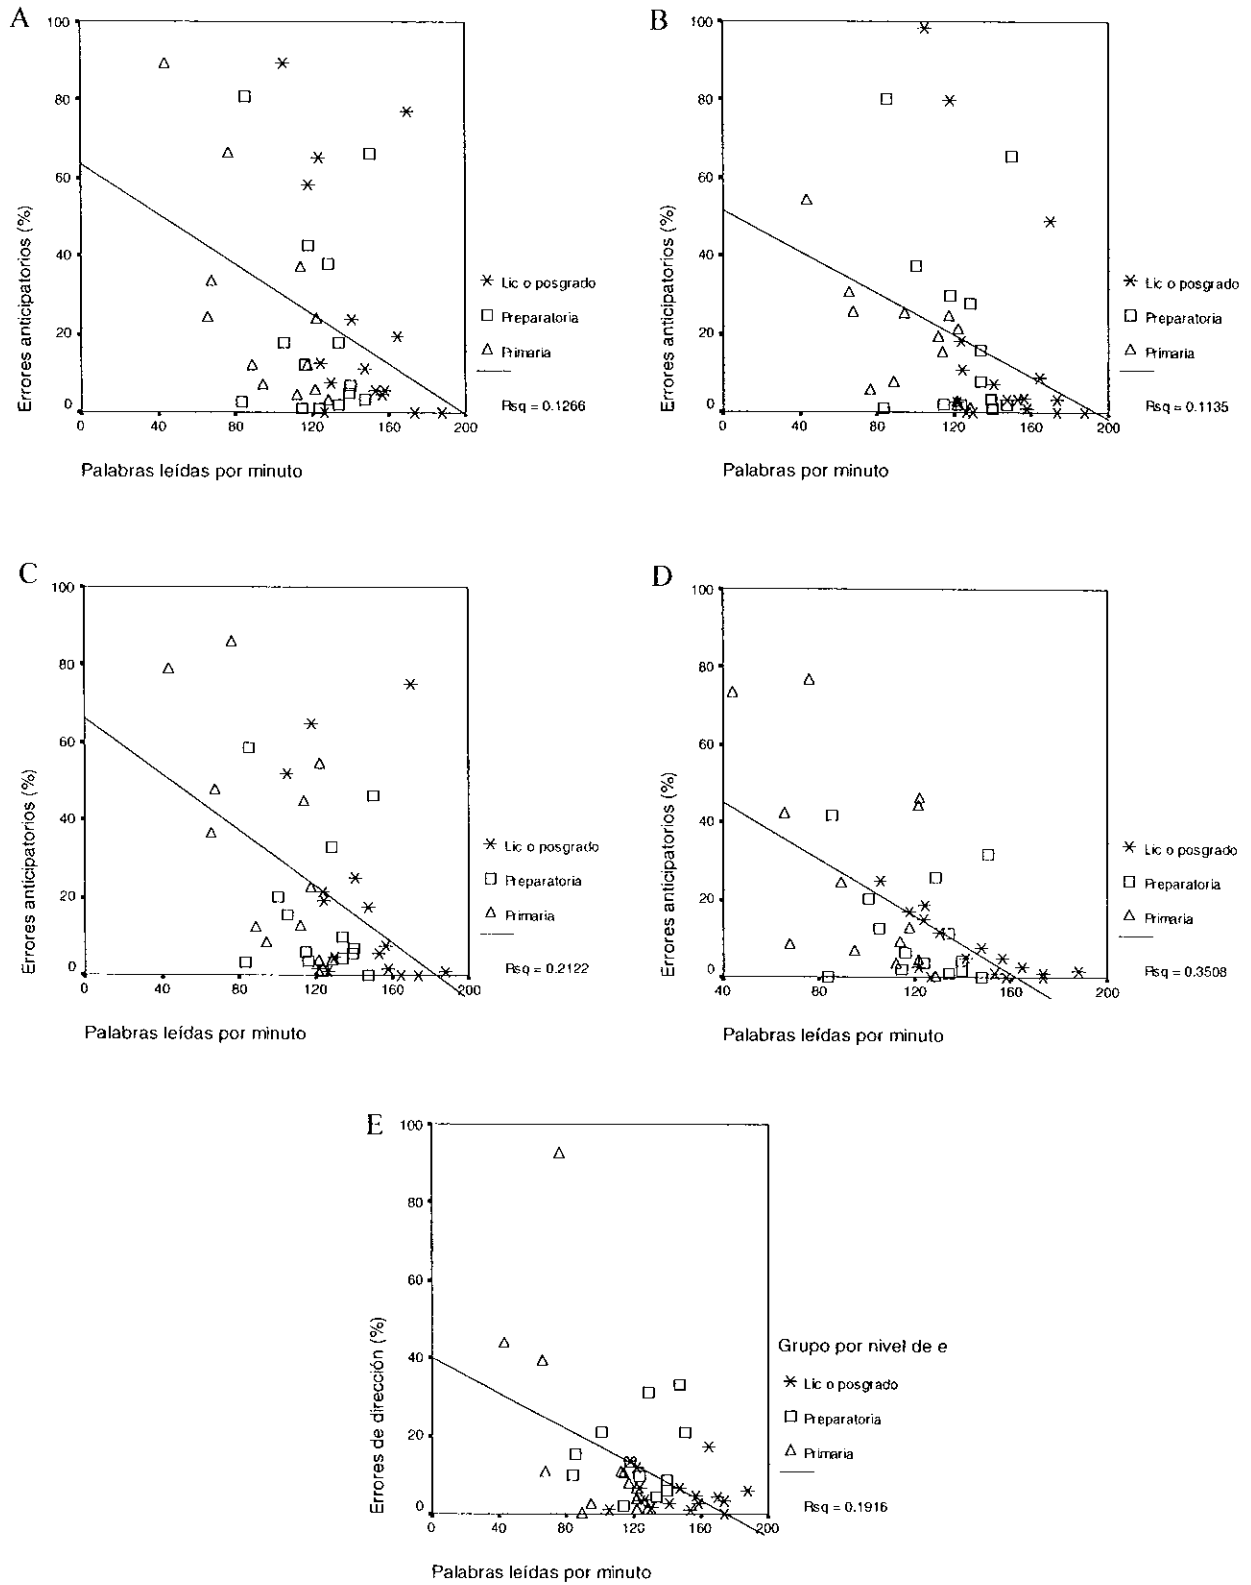 A
100
80
60
40
20
0
0 40 80 120 160 200
Errores anticipatorios (%)
Palabras leídas por minuto
Lic o posgrado
Preparatoria
Primaria
Rsq = 0.1266
B
100
80
60
40
20
0
0 40 80 120 160 200
Errores anticipatorios (%)
Palabras por minuto
Lic o posgrado
Preparatoria
Primaria
Rsq = 0.1135
C
100
80
60
40
20
0
0 40 80 120 160 200
Errores anticipatorios (%)
Palabras leídas por minuto
Lic o posgrado
Preparatoria
Primaria
Rsq = 0.2122
D
100
80
60
40
20
0
40 80 120 160 200
Errores anticipatorios (%)
Palabras leídas por minuto
Lic o posgrado
Preparatoria
Primaria
Rsq = 0.3508
E
100
80
60
40
20
0
0 40 80 120 160 200
Errores de dirección (%)
Palabras leídas por minuto
Grupo por nivel de e
Lic o posgrado
Preparatoria
Primaria
Rsq = 0.1916